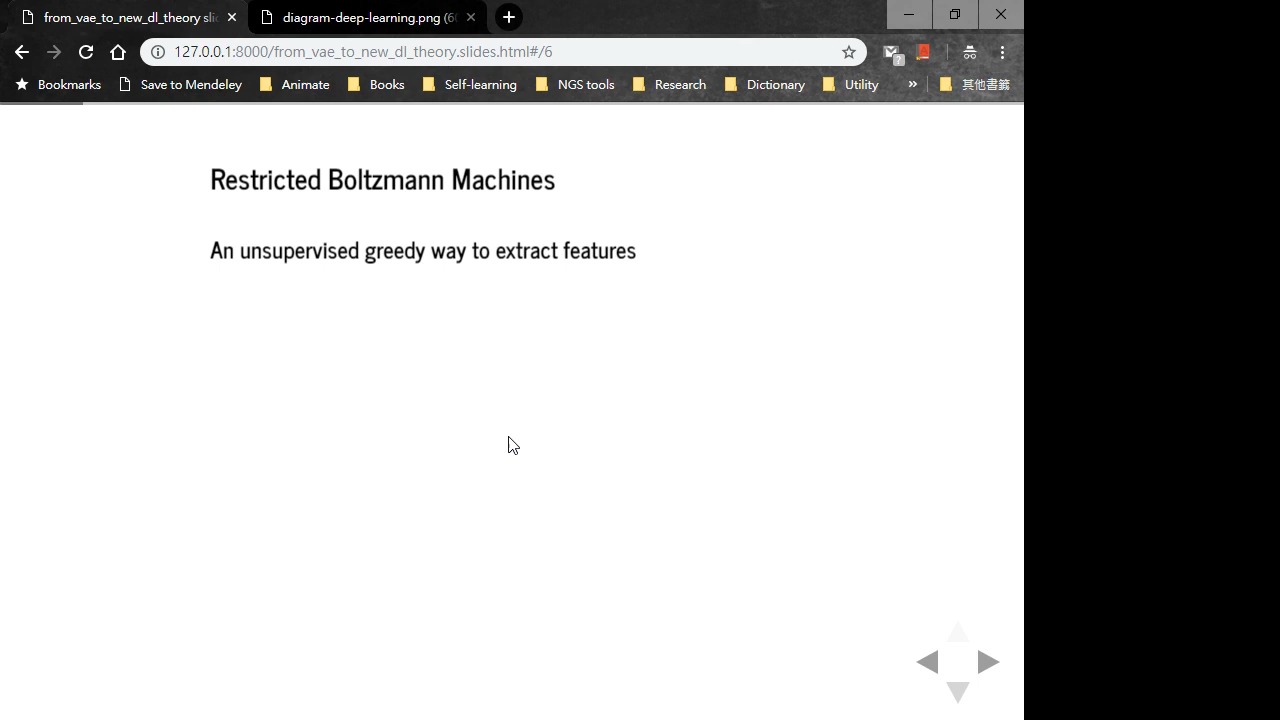 from_vae_to_new_dl_theory slid
diagram-deep-learning.png (6
127.0.0.1:8000/from_vae_to_new_dl_theory.slides.html#/6
?
Bookmarks Save to Mendeley Animate Books Self-learning NGS tools Research Dictionary Utility » 其他書籤
Restricted Boltzmann Machines
An unsupervised greedy way to extract features